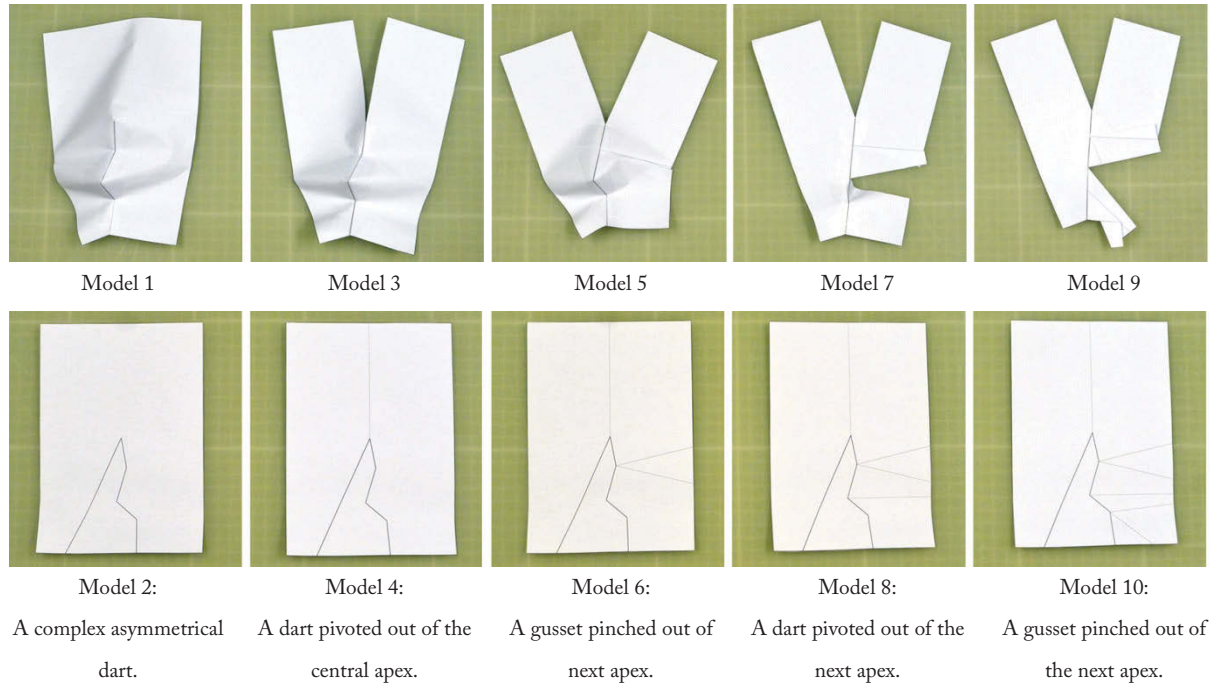 Model 1
Model 3
Model 5
Model 7
Model 9
Model 2:
A complex asymmetrical
dart.
Model 4:
A dart pivoted out of the
central apex.
Model 6:
A gusset pinched out of
next apex.
Model 8:
A dart pivoted out of the
next apex.
Model 10:
A gusset pinched out of
the next apex.